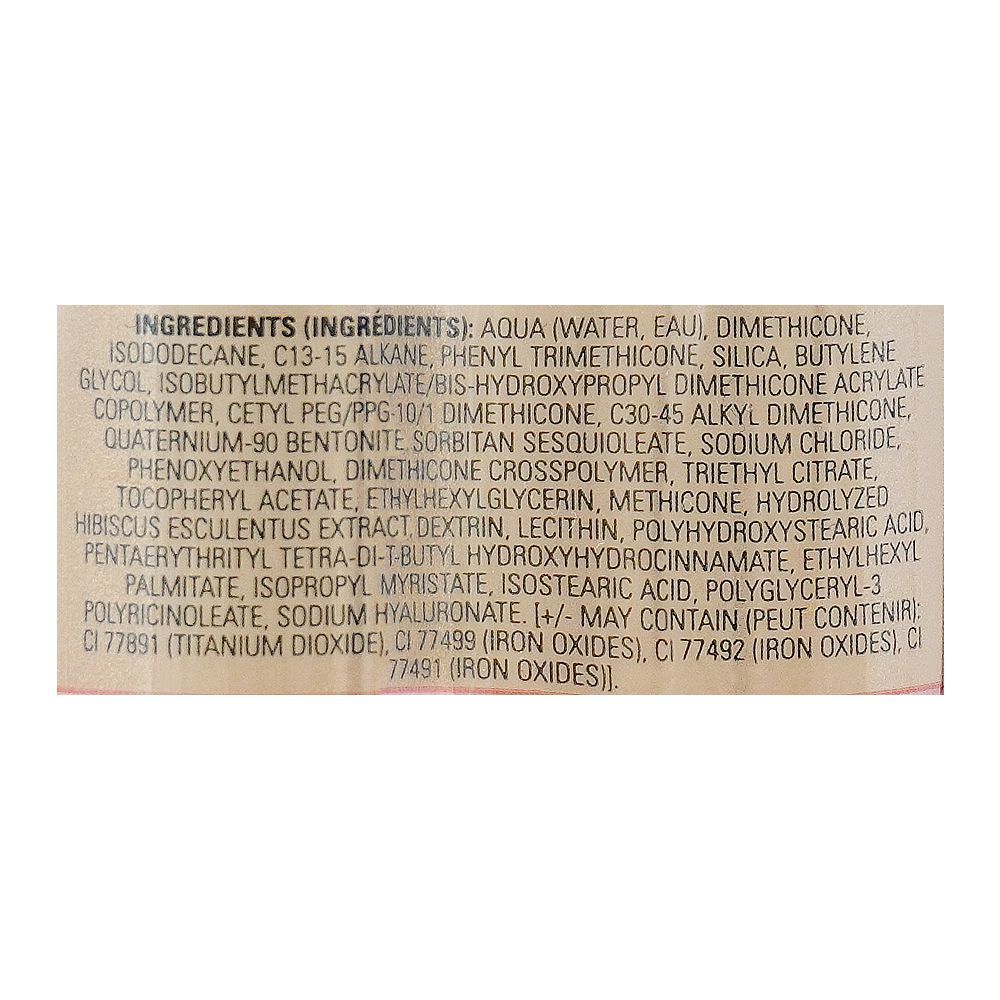 INGREDIENTS (INGRÉDIENTS): AQUA (WATER, EAU), DIMETHICONE,
ISODODECANE, C13-15 ALKANE, PHENYL TRIMETHICONE, SILICA, BUTYLENE
GLYCOL, ISOBUTYLMETHACRYLATE/BIS-HYDROXYPROPYL DIMETHICONE ACRYLATE
COPOLYMER, CETYL PEG/PPG-10/1 DIMETHICONE, C30-45 ALKYL DIMETHICONE,
QUATERNIUM-90 BENTONITE, SORBITAN SESQUIOLEATE, SODIUM CHLORIDE,
PHENOXYETHANOL, DIMETHICONE CROSSPOLYMER, TRIETHYL CITRATE,
TOCOPHERYL ACETATE, ETHYLHEXYLGLYCERIN, METHICONE, HYDROLYZED
HIBISCUS ESCULENTUS EXTRACT, DEXTRIN, LECITHIN, POLYHYDROXYSTEARIC ACID,
PENTAERYTHRITYL TETRA-DI-T-BUTYL HYDROXYHYDROCINNAMATE, ETHYLHEXYL
PALMITATE, ISOPROPYL MYRISTATE, ISOSTEARIC ACID, POLYGLYCERYL-3
POLYRICINOLEATE, SODIUM HYALURONATE. [+/- MAY CONTAIN (PEUT CONTENIR):
CI 77891 (TITANIUM DIOXIDE), CI 77499 (IRON OXIDES), CI 77492 (IRON OXIDES), CI
77491 (IRON OXIDES)].